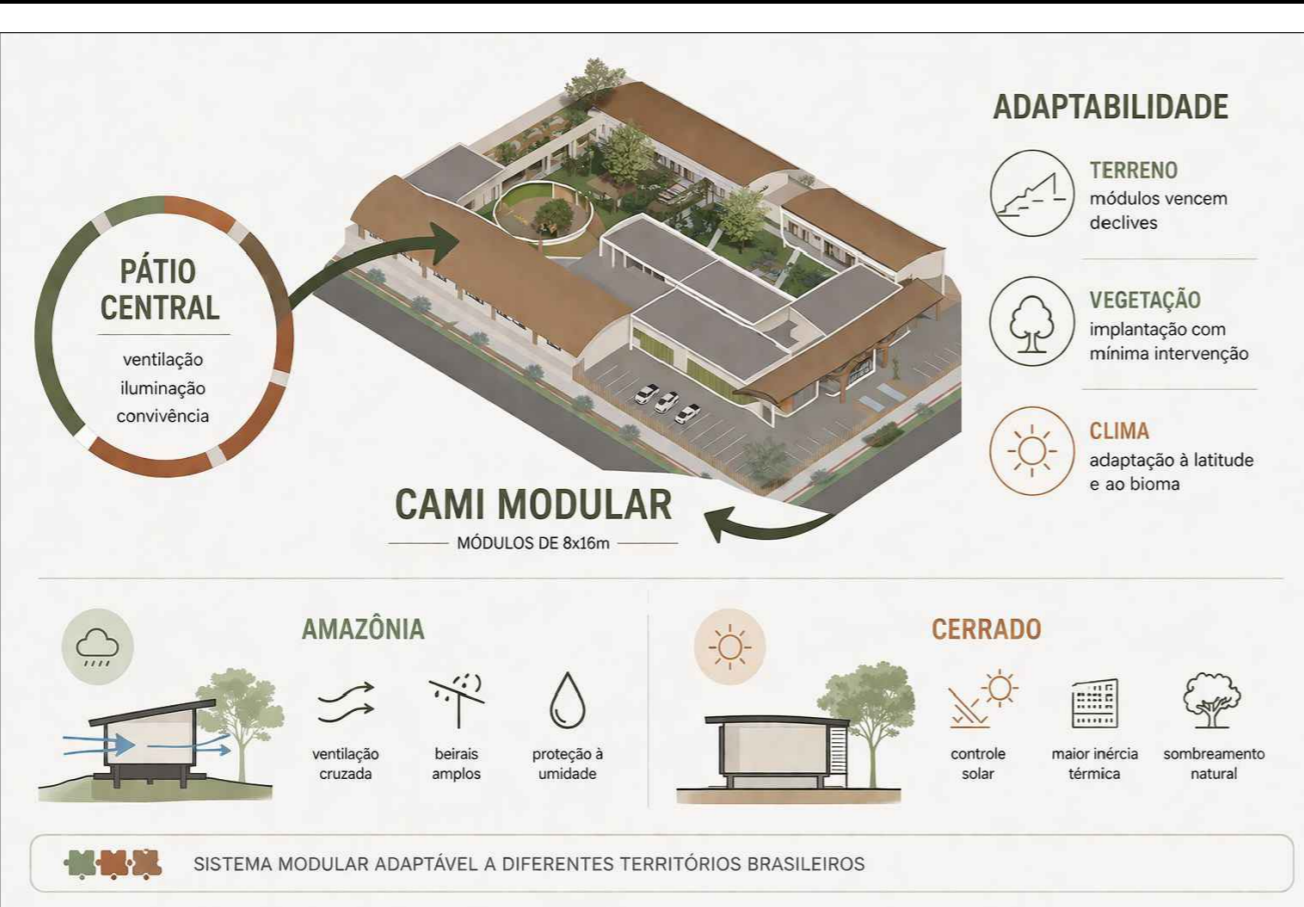 PÁTIO
CENTRAL
ventilação
iluminação
convivência
CAMI MODULAR
MÓDULOS DE 8x16m
ADAPTABILIDADE
TERRENO
módulos vencem
declives
VEGETAÇÃO
implantação com
mínima intervenção
CLIMA
adaptação à latitude
e ao bioma
AMAZÔNIA
ventilação
cruzada
beirais
amplos
proteção à
umidade
CERRADO
controle
solar
maior inércia
térmica
sombreamento
natural
SISTEMA MODULAR ADAPTÁVEL A DIFERENTES TERRITÓRIOS BRASILEIROS